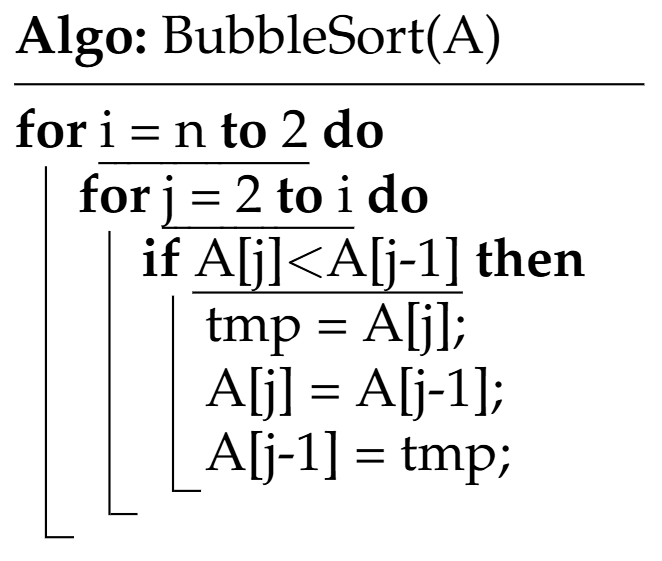 Algo: BubbleSort(A)
for i = n to 2 do
for j = 2 to i do
if A[j]<A[j-1] then
tmp = A[j];
A[j] = A[j-1];
A[j-1] = tmp;